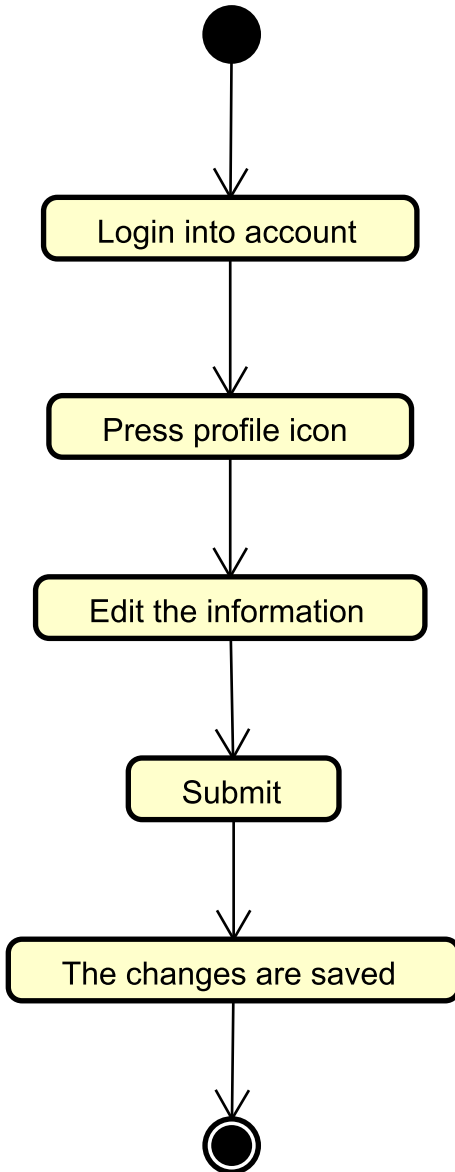 Login into account
Press profile icon
Edit the information
Submit
The changes are saved